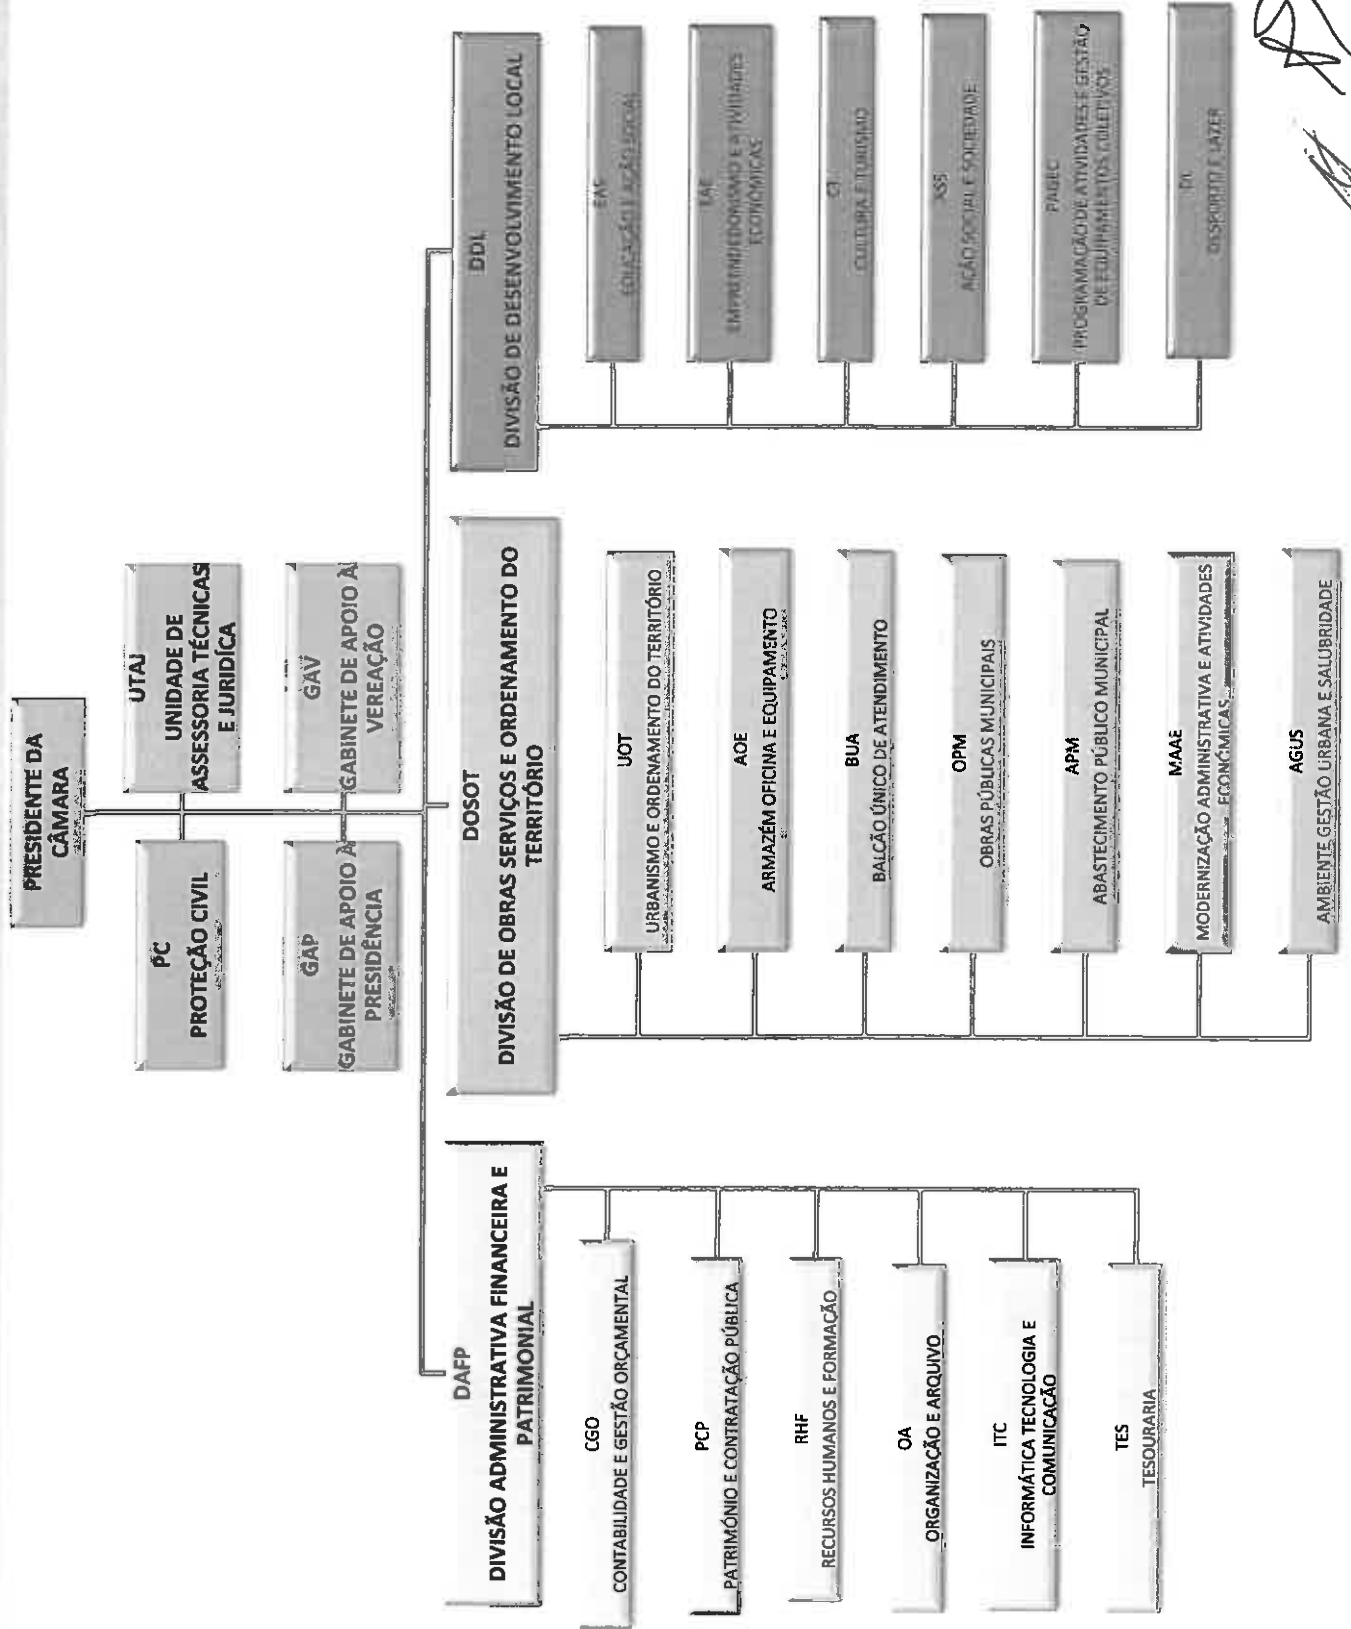 PRESIDENTE DA
CÂMARA
PC
PROTEÇÃO CIVIL
UTAJ
UNIDADE DE
ASSESSORIA TÉCNICAS
E JURIDÍCA
GAP
GABINETE DE APOIO À
PRESIDÊNCIA
GAV
GABINETE DE APOIO À
VEREAÇÃO
DAFP
DIVISÃO ADMINISTRATIVA FINANCEIRA E
PATRIMONIAL
CGO
CONTABILIDADE E GESTÃO ORÇAMENTAL
PCP
PATRIMÓNIO E CONTRATAÇÃO PÚBLICA
RHF
RECURSOS HUMANOS E FORMAÇÃO
OA
ORGANIZAÇÃO E ARQUIVO
ITC
INFORMÁTICA TECNOLOGIA E
COMUNICAÇÃO
TES
TESOURARIA
DOSOT
DIVISÃO DE OBRAS SERVIÇOS E ORDENAMENTO DO
TERRITÓRIO
UOT
URBANISMO E ORDENAMENTO DO TERRITÓRIO
AOE
ARMAZÉM OFICINA E EQUIPAMENTO
BUA
BALCÃO ÚNICO DE ATENDIMENTO
OPM
OBRAS PÚBLICAS MUNICIPAIS
APM
ABASTECIMENTO PÚBLICO MUNICIPAL
MAAE
MODERNIZAÇÃO ADMINISTRATIVA E ATIVIDADES
ECONÓMICAS
AGUS
AMBIENTE GESTÃO URBANA E SALUBRIDADE
DDL
DIVISÃO DE DESENVOLVIMENTO LOCAL
EDUCAÇÃO E AÇÃO SOCIAL
EAE
EMPREENDEDORISMO E ATIVIDADES
ECONÓMICAS
CT
CULTURA E TURISMO
ASS
AÇÃO SOCIAL E SOCIEDADE
PAGEC
PROGRAMAÇÃO DE ATIVIDADES E GESTÃO
DE EQUIPAMENTOS COLETIVOS
DL
DESPORTO E LAZER